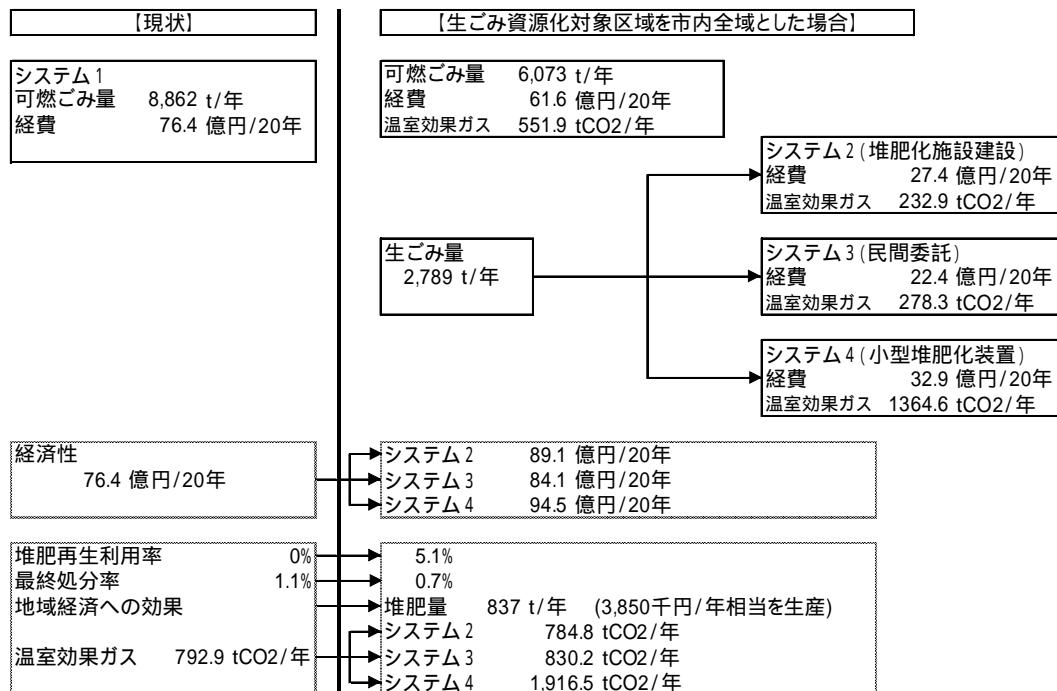 【現状】
【生ごみ資源化対象区域を市内全域とした場合】
システム1
可燃ごみ量 8,862 t/年
経費 76.4 億円/20年
可燃ごみ量 6,073 t/年
経費 61.6 億円/20年
温室効果ガス 551.9 tCO2/年
システム2(堆肥化施設建設)
経費 27.4 億円/20年
温室効果ガス 232.9 tCO2/年
生ごみ量
2,789 t/年
システム3(民間委託)
経費 22.4 億円/20年
温室効果ガス 278.3 tCO2/年
システム4(小型堆肥化装置)
経費 32.9 億円/20年
温室効果ガス 1364.6 tCO2/年
経済性
76.4 億円/20年
システム2 89.1 億円/20年
システム3 84.1 億円/20年
システム4 94.5 億円/20年
堆肥再生利用率 0% 5.1%
最終処分率 1.1% 0.7%
地域経済への効果 堆肥量 837 t/年 (3,850千円/年相当を生産)
システム2 784.8 tCO2/年
温室効果ガス 792.9 tCO2/年 システム3 830.2 tCO2/年
システム4 1,916.5 tCO2/年